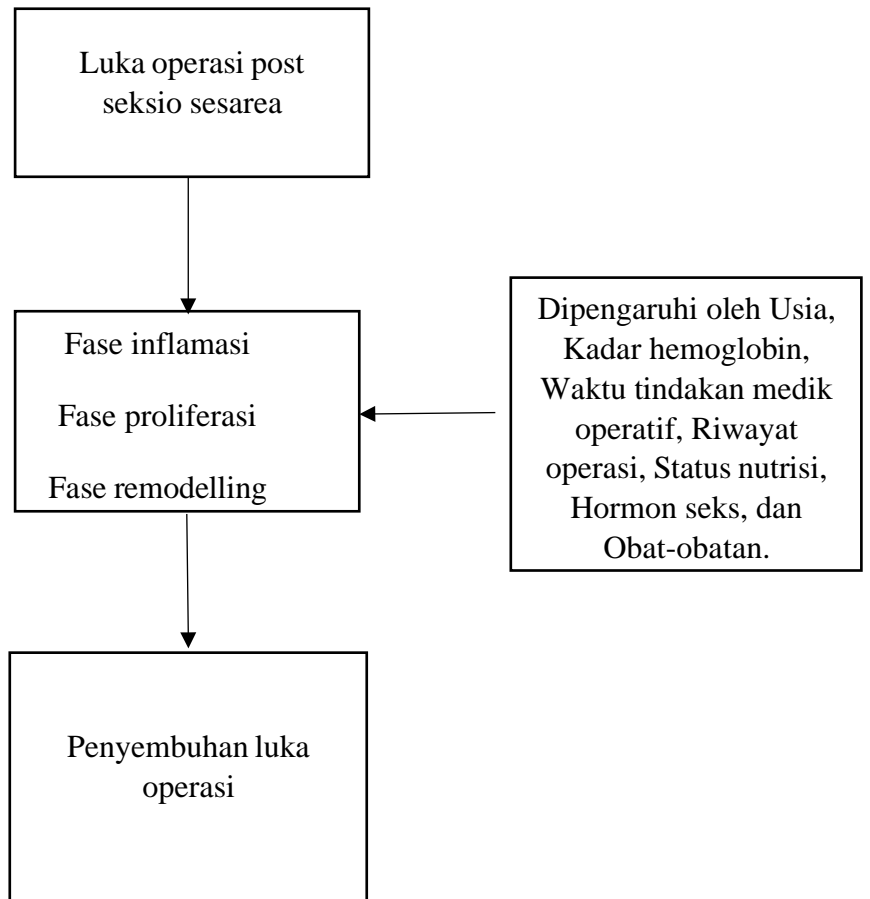 Luka operasi post
seksio sesarea
Fase inflamasi
Fase proliferasi
Fase remodelling
Dipengaruhi oleh Usia,
Kadar hemoglobin,
Waktu tindakan medik
operatif, Riwayat
operasi, Status nutrisi,
Hormon seks, dan
Obat-obatan.
Penyembuhan luka
operasi